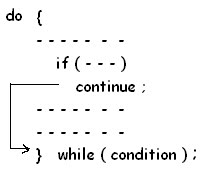 do {
- - - - - - -
if ( - - - )
continue ;
- - - - - - -
- - - - - - -
} while ( condition ) ;